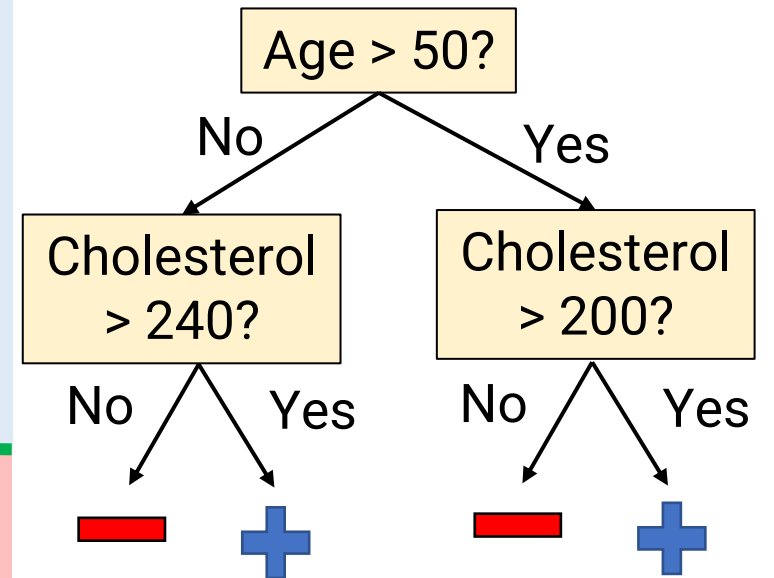 Age > 50?
No
Yes
Cholesterol
> 240?
Cholesterol
> 200?
No
Yes
No
Yes